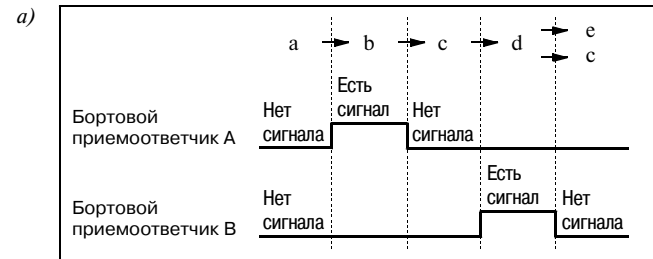 а)
a b c d e
c
Есть
сигнал
Нет
сигнала
Нет
сигнала
Бортовой
приемоответчик А
Есть
сигнал
Нет
сигнала
Нет
сигнала
Бортовой
приемоответчик В